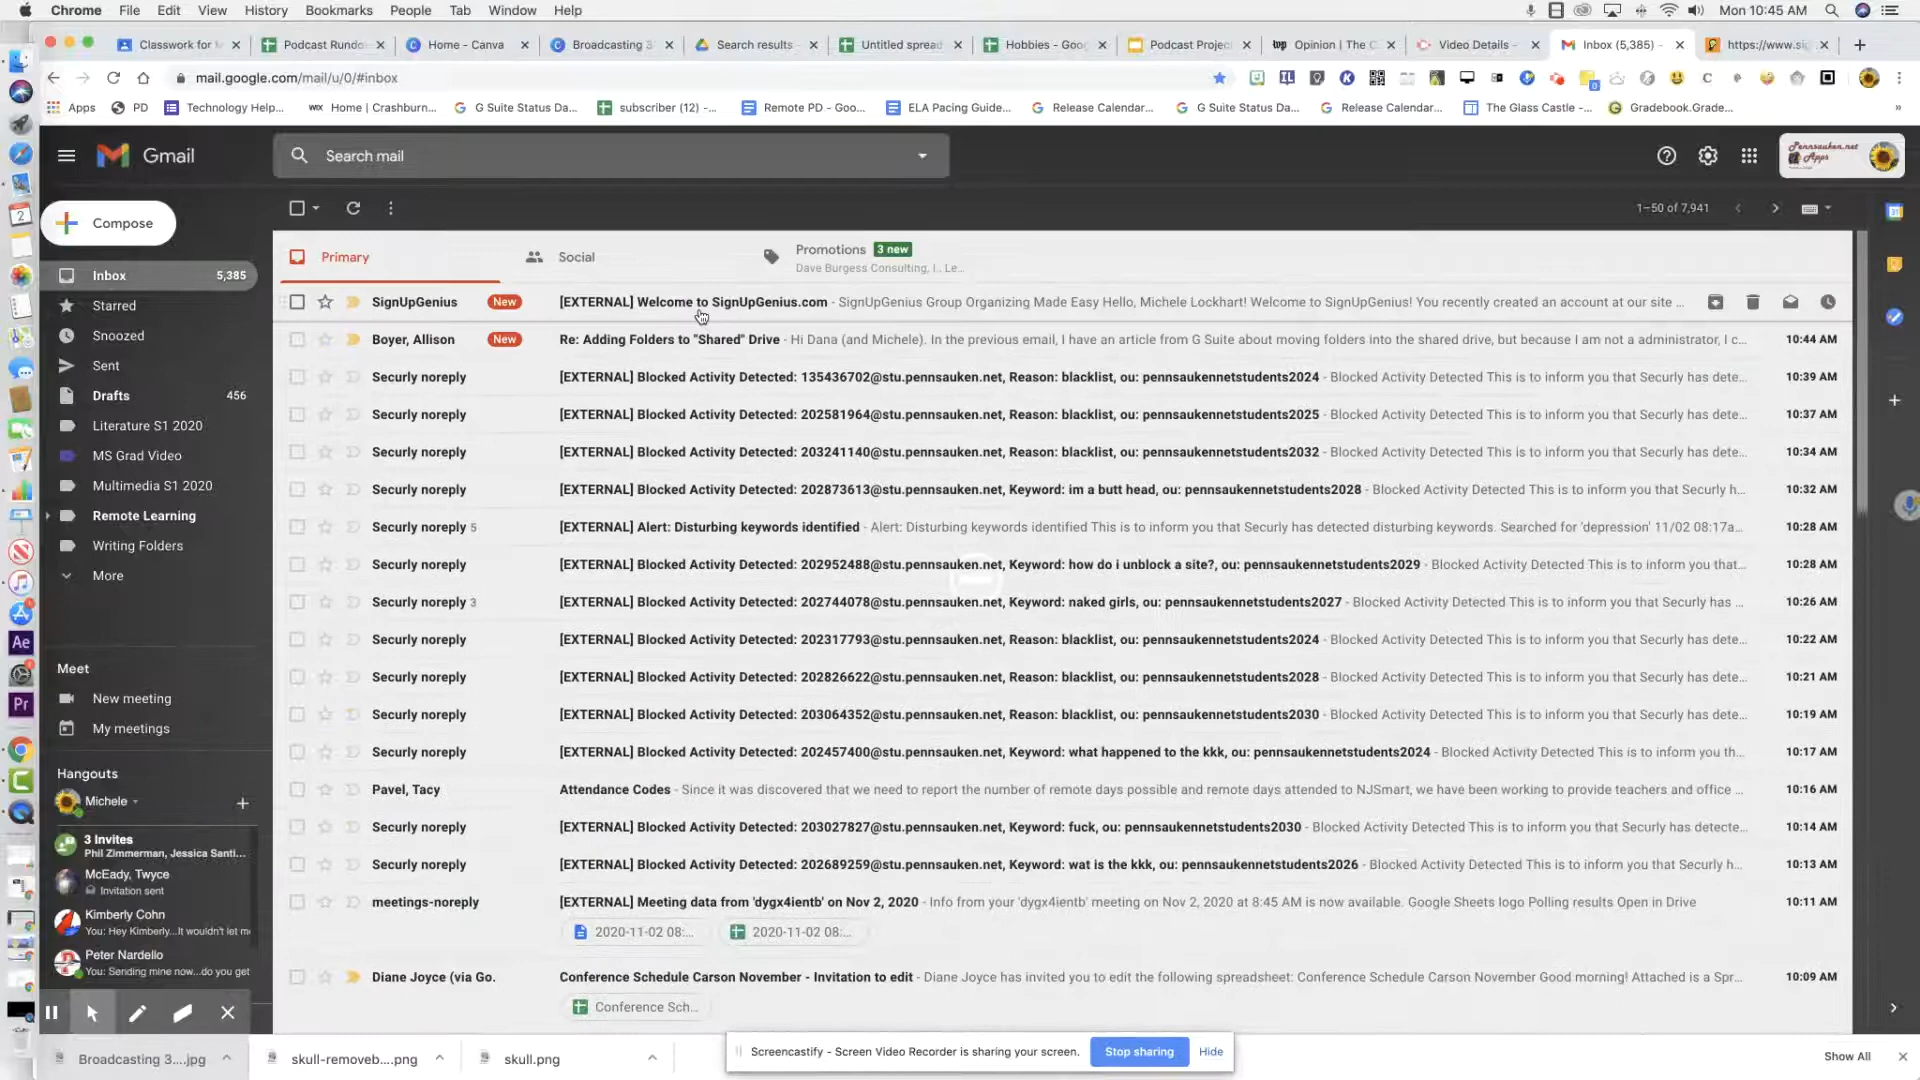 Chrome File Edit View History Bookmarks People Tab Window Help Mon 10:45 AM
Classwork for Podcast Rundo Home - Canva Broadcasting 3 Search results - Untitled spread Hobbies - Goog Podcast Projec Opinion | The C Video Details - Inbox (5,385) - https://www.sig
mail.google.com/mail/u/0/#inbox
Apps PD Technology Help... Home | Crashburn... G Suite Status Da... subscriber (12) -... Remote PD - Goo... ELA Pacing Guide... Release Calendar... G Suite Status Da... Release Calendar... The Glass Castle -... Gradebook.Grade... »
Gmail Search mail Pennsauken.net Apps
Compose 1–50 of 7,941
Primary Social Promotions 3 new
Dave Burgess Consulting, I.. Le...
Inbox 5,385
Starred
Snoozed
Sent
Drafts 456
Literature S1 2020
MS Grad Video
Multimedia S1 2020
Remote Learning
Writing Folders
More
Meet
New meeting
My meetings
Hangouts
Michele
3 Invites
Phil Zimmerman, Jessica Santi...
McEady, Twyce
Invitation sent
Kimberly Cohn
You: Hey Kimberly...It wouldn't let me
Peter Nardello
You: Sending mine now...do you get
SignUpGenius New [EXTERNAL] Welcome to SignUpGenius.com - SignUpGenius Group Organizing Made Easy Hello, Michele Lockhart! Welcome to SignUpGenius! You recently created an account at our site ...
Boyer, Allison New Re: Adding Folders to "Shared" Drive - Hi Dana (and Michele). In the previous email, I have an article from G Suite about moving folders into the shared drive, but because I am not a administrator, I c... 10:44 AM
Securly noreply [EXTERNAL] Blocked Activity Detected: 135436702@stu.pennsauken.net, Reason: blacklist, ou: pennsaukennetstudents2024 - Blocked Activity Detected This is to inform you that Securly has dete... 10:39 AM
Securly noreply [EXTERNAL] Blocked Activity Detected: 202581964@stu.pennsauken.net, Reason: blacklist, ou: pennsaukennetstudents2025 - Blocked Activity Detected This is to inform you that Securly has dete... 10:37 AM
Securly noreply [EXTERNAL] Blocked Activity Detected: 203241140@stu.pennsauken.net, Reason: blacklist, ou: pennsaukennetstudents2032 - Blocked Activity Detected This is to inform you that Securly has dete... 10:34 AM
Securly noreply [EXTERNAL] Blocked Activity Detected: 202873613@stu.pennsauken.net, Keyword: im a butt head, ou: pennsaukennetstudents2028 - Blocked Activity Detected This is to inform you that Securly h... 10:32 AM
Securly noreply 5 [EXTERNAL] Alert: Disturbing keywords identified - Alert: Disturbing keywords identified This is to inform you that Securly has detected disturbing keywords. Searched for 'depression' 11/02 08:17a... 10:28 AM
Securly noreply [EXTERNAL] Blocked Activity Detected: 202952488@stu.pennsauken.net, Keyword: how do i unblock a site?, ou: pennsaukennetstudents2029 - Blocked Activity Detected This is to inform you that... 10:28 AM
Securly noreply 3 [EXTERNAL] Blocked Activity Detected: 202744078@stu.pennsauken.net, Keyword: naked girls, ou: pennsaukennetstudents2027 - Blocked Activity Detected This is to inform you that Securly has ... 10:26 AM
Securly noreply [EXTERNAL] Blocked Activity Detected: 202317793@stu.pennsauken.net, Reason: blacklist, ou: pennsaukennetstudents2024 - Blocked Activity Detected This is to inform you that Securly has dete... 10:22 AM
Securly noreply [EXTERNAL] Blocked Activity Detected: 202826622@stu.pennsauken.net, Reason: blacklist, ou: pennsaukennetstudents2028 - Blocked Activity Detected This is to inform you that Securly has dete... 10:21 AM
Securly noreply [EXTERNAL] Blocked Activity Detected: 203064352@stu.pennsauken.net, Reason: blacklist, ou: pennsaukennetstudents2030 - Blocked Activity Detected This is to inform you that Securly has dete... 10:19 AM
Securly noreply [EXTERNAL] Blocked Activity Detected: 202457400@stu.pennsauken.net, Keyword: what happened to the kkk, ou: pennsaukennetstudents2024 - Blocked Activity Detected This is to inform you th... 10:17 AM
Pavel, Tacy Attendance Codes - Since it was discovered that we need to report the number of remote days possible and remote days attended to NJSmart, we have been working to provide teachers and office ... 10:16 AM
Securly noreply [EXTERNAL] Blocked Activity Detected: 203027827@stu.pennsauken.net, Keyword: fuck, ou: pennsaukennetstudents2030 - Blocked Activity Detected This is to inform you that Securly has detecte... 10:14 AM
Securly noreply [EXTERNAL] Blocked Activity Detected: 202689259@stu.pennsauken.net, Keyword: wat is the kkk, ou: pennsaukennetstudents2026 - Blocked Activity Detected This is to inform you that Securly h... 10:13 AM
meetings-noreply [EXTERNAL] Meeting data from 'dygx4ientb' on Nov 2, 2020 - Info from your 'dygx4ientb' meeting on Nov 2, 2020 at 8:45 AM is now available. Google Sheets logo Polling results Open in Drive 10:11 AM
2020-11-02 08:... 2020-11-02 08:...
Diane Joyce (via Go. Conference Schedule Carson November - Invitation to edit - Diane Joyce has invited you to edit the following spreadsheet: Conference Schedule Carson November Good morning! Attached is a Spr... 10:09 AM
Conference Sch...
Screencastify - Screen Video Recorder is sharing your screen. Stop sharing Hide
Broadcasting 3....jpg skull-removeb....png skull.png Show All